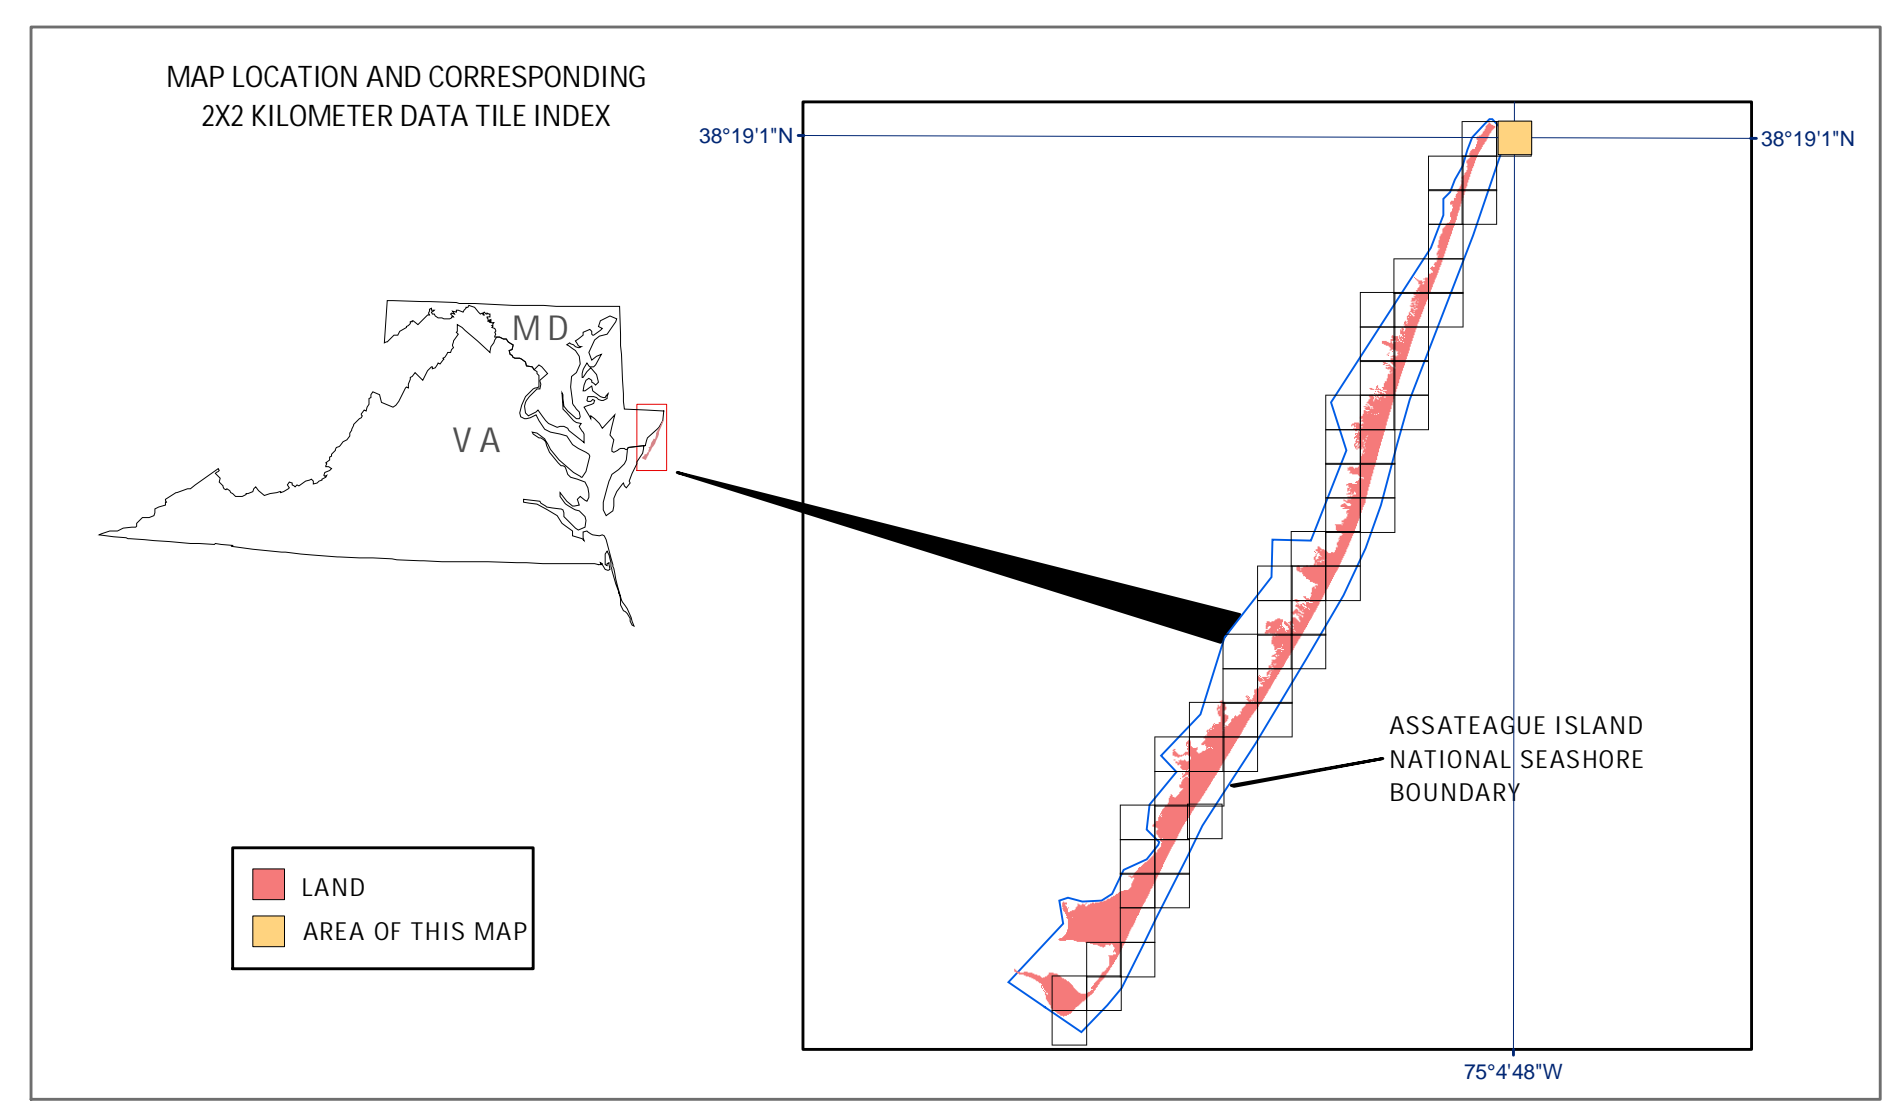 MAP LOCATION AND CORRESPONDING
2X2 KILOMETER DATA TILE INDEX
38°19'1"N
38°19'1"N
MD
VA
ASSATEAGUE ISLAND
NATIONAL SEASHORE
BOUNDARY
LAND
AREA OF THIS MAP
75°4'48"W